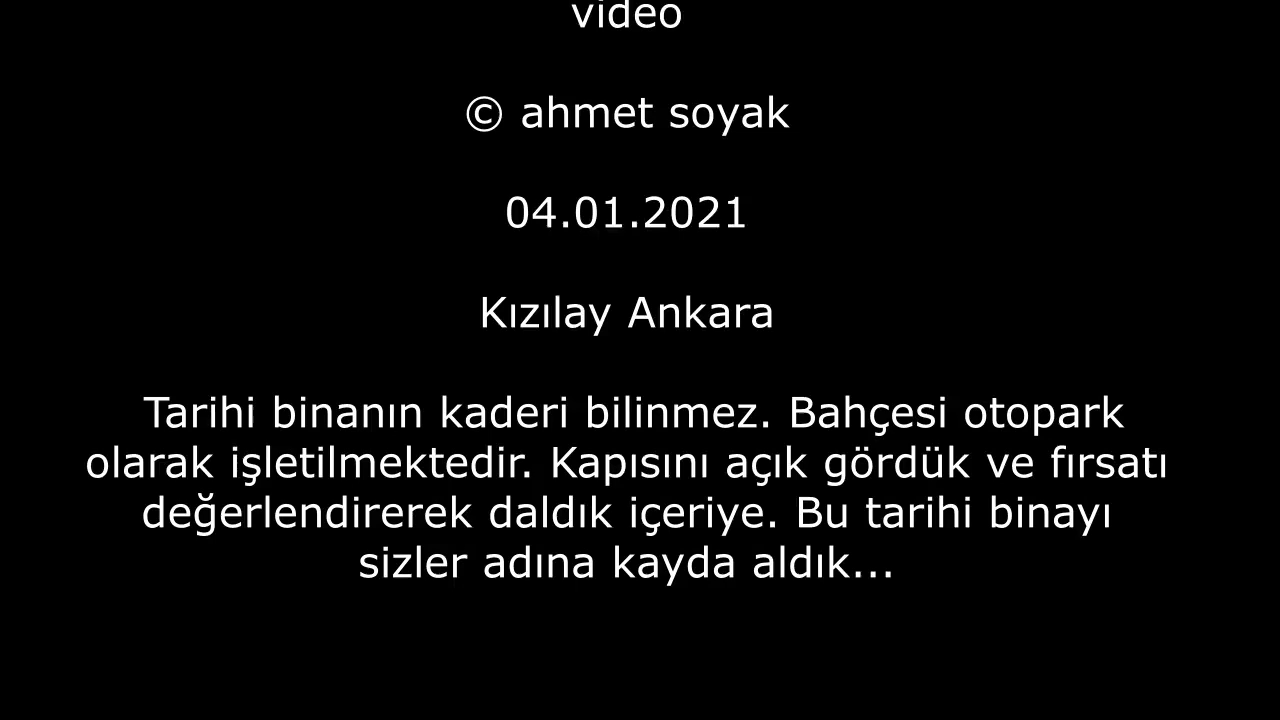 video
© ahmet soyak
04.01.2021
Kızılay Ankara
Tarihi binanın kaderi bilinmez. Bahçesi otopark
olarak işletilmektedir. Kapısını açık gördük ve fırsatı
değerlendirerek daldık içeriye. Bu tarihi binayı
sizler adına kayda aldık...